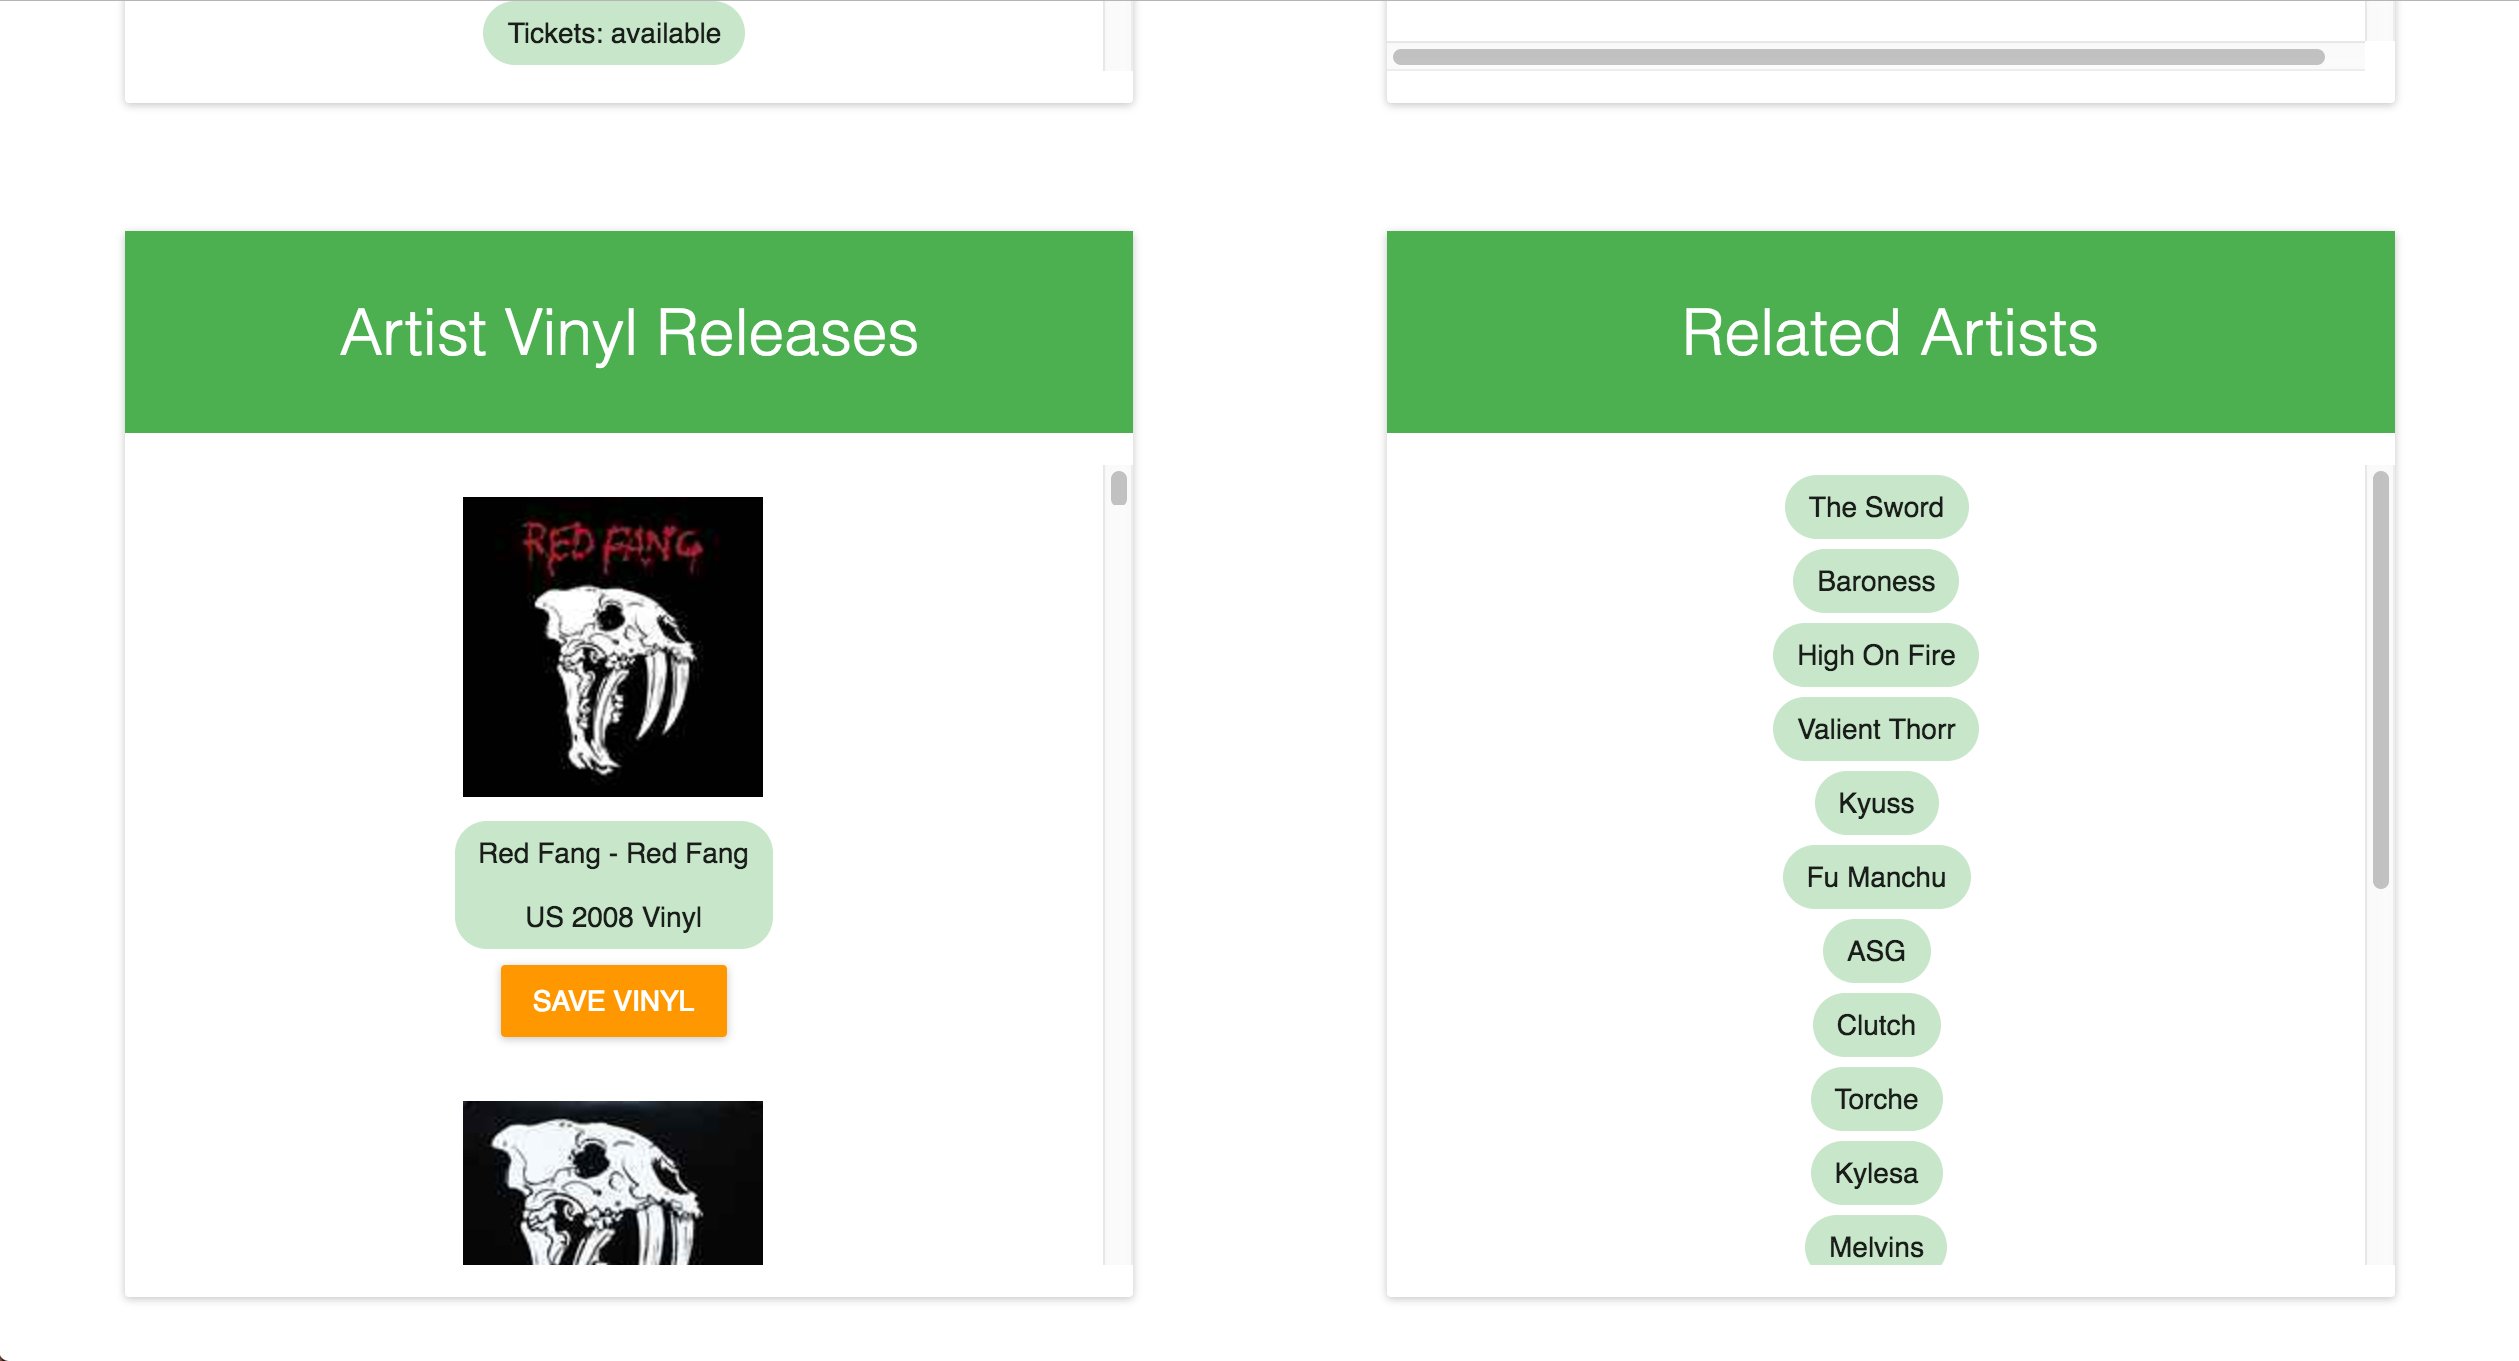 Tickets: available
Artist Vinyl Releases
RED FANG
Red Fang - Red Fang
US 2008 Vinyl
SAVE VINYL
Related Artists
The Sword
Baroness
High On Fire
Valient Thorr
Kyuss
Fu Manchu
ASG
Clutch
Torche
Kylesa
Melvins